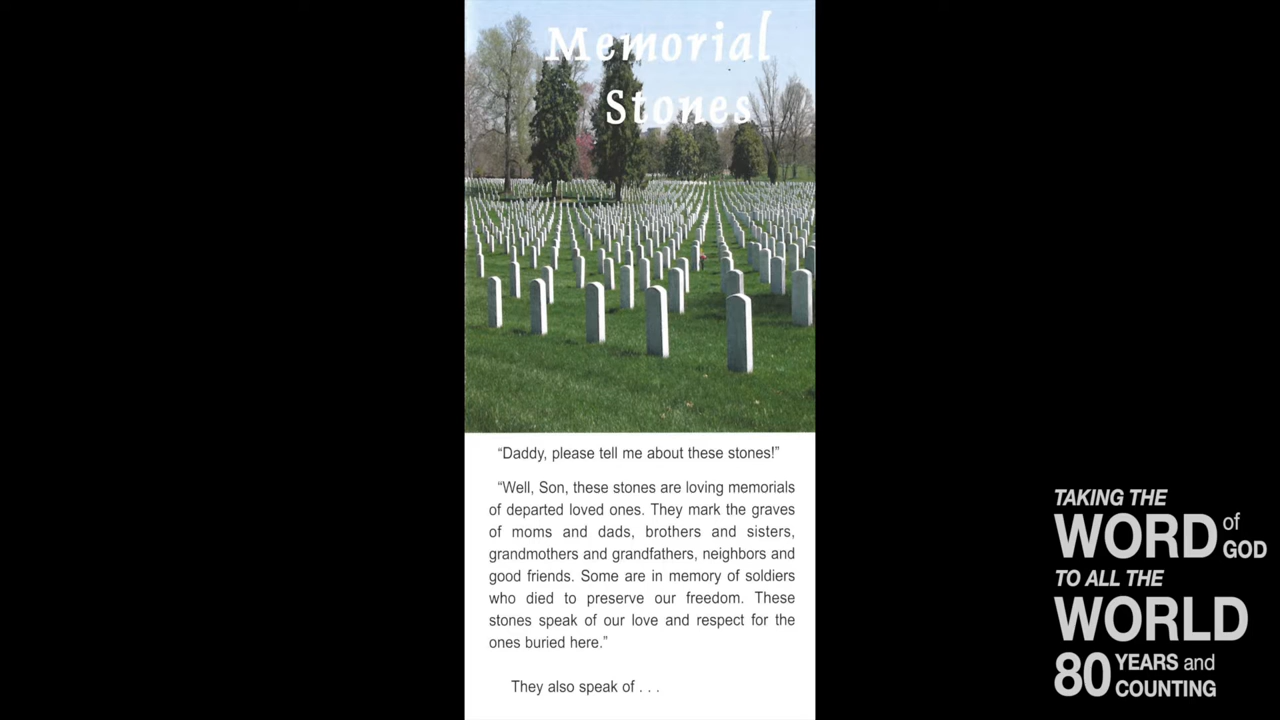 Memorial
Stones
“Daddy, please tell me about these stones!”
“Well, Son, these stones are loving memorials
of departed loved ones. They mark the graves
of moms and dads, brothers and sisters,
grandmothers and grandfathers, neighbors and
good friends. Some are in memory of soldiers
who died to preserve our freedom. These
stones speak of our love and respect for the
ones buried here.”
They also speak of . . .
TAKING THE
WORD of GOD
TO ALL THE
WORLD
80 YEARS and COUNTING